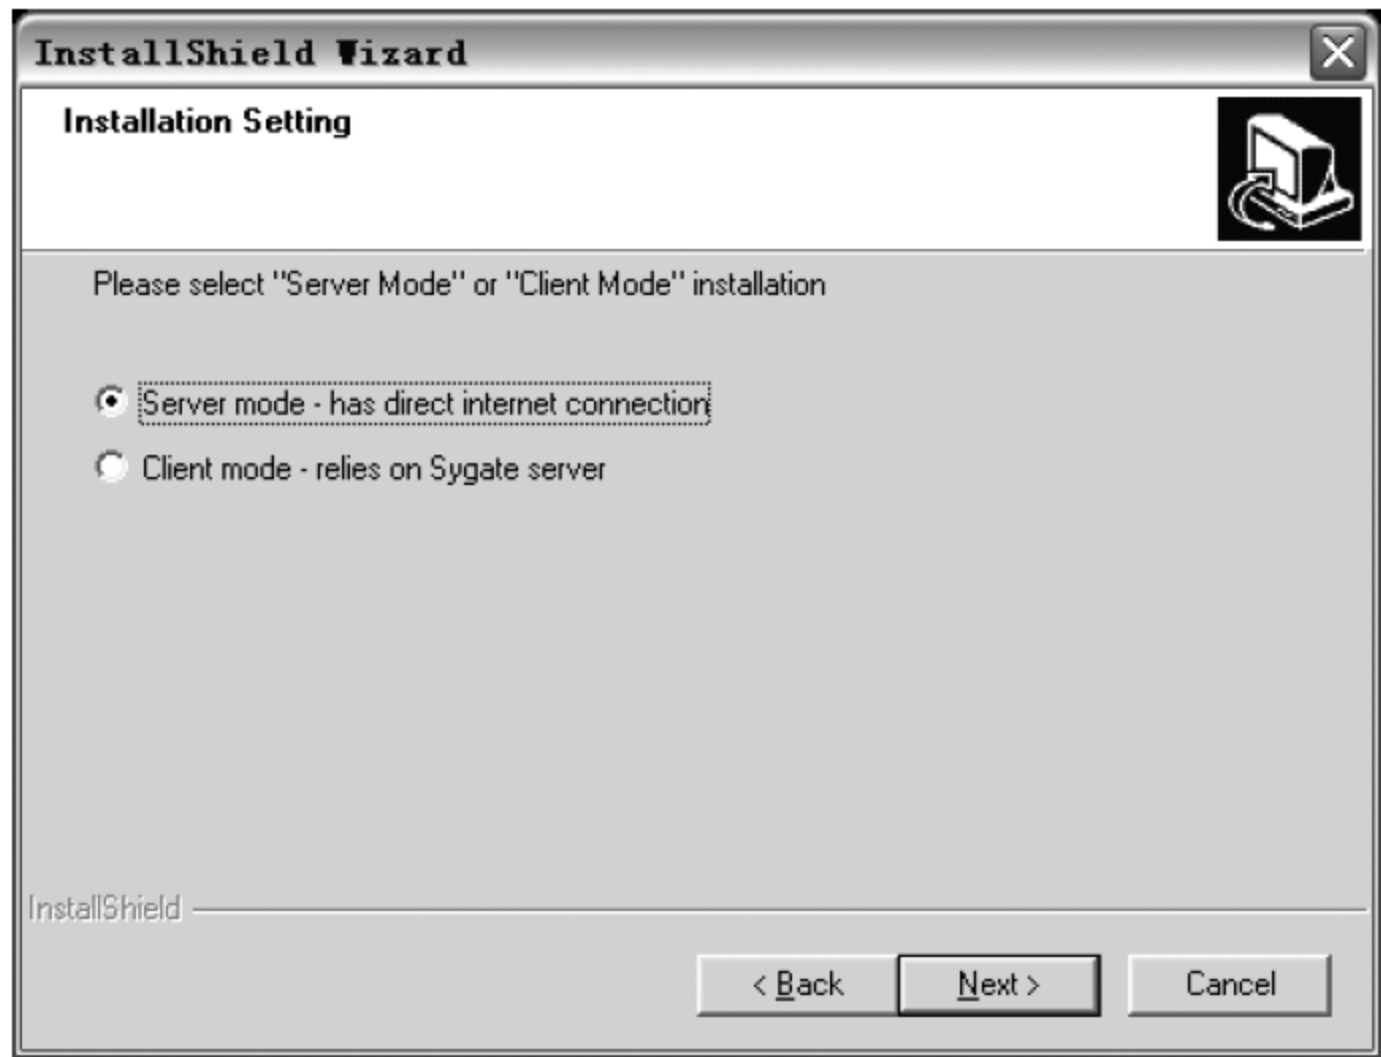 InstallShield Wizard
Installation Setting
Please select "Server Mode" or "Client Mode" installation
Server mode - has direct internet connection
Client mode - relies on Sygate server
InstallShield
< Back Next > Cancel